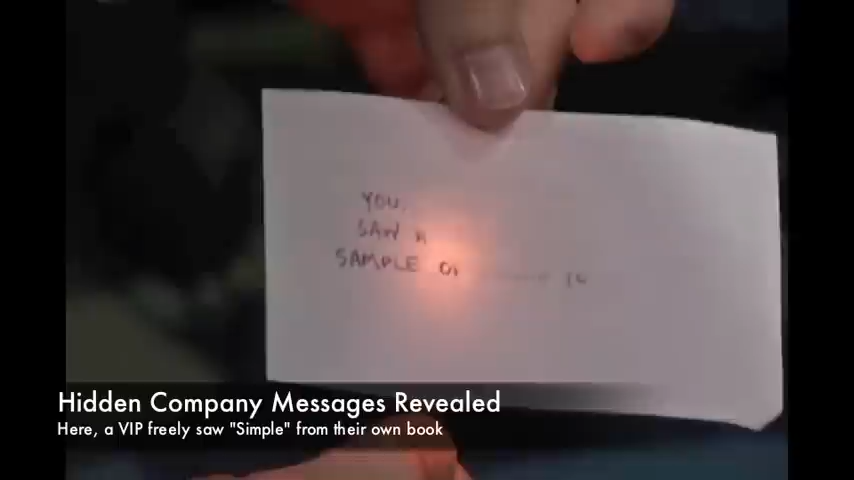 YOU.
SAW A
SAMPLE
Hidden Company Messages Revealed
Here, a VIP freely saw "Simple" from their own book